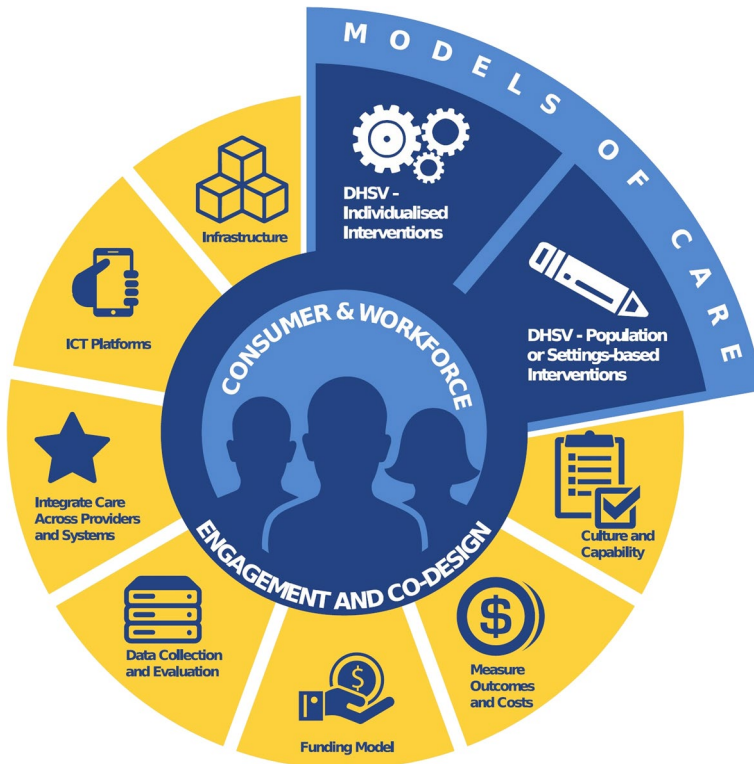 MODELS OF CARE
DHSV -
Individualised
Interventions
DHSV - Population
or Settings-based
Interventions
Culture and
Capability
$
Measure
Outcomes
and Costs
$
Funding Model
Data Collection
and Evaluation
Integrate Care
Across Providers
and Systems
ICT Platforms
Infrastructure
CONSUMER & WORKFORCE
ENGAGEMENT AND CO-DESIGN